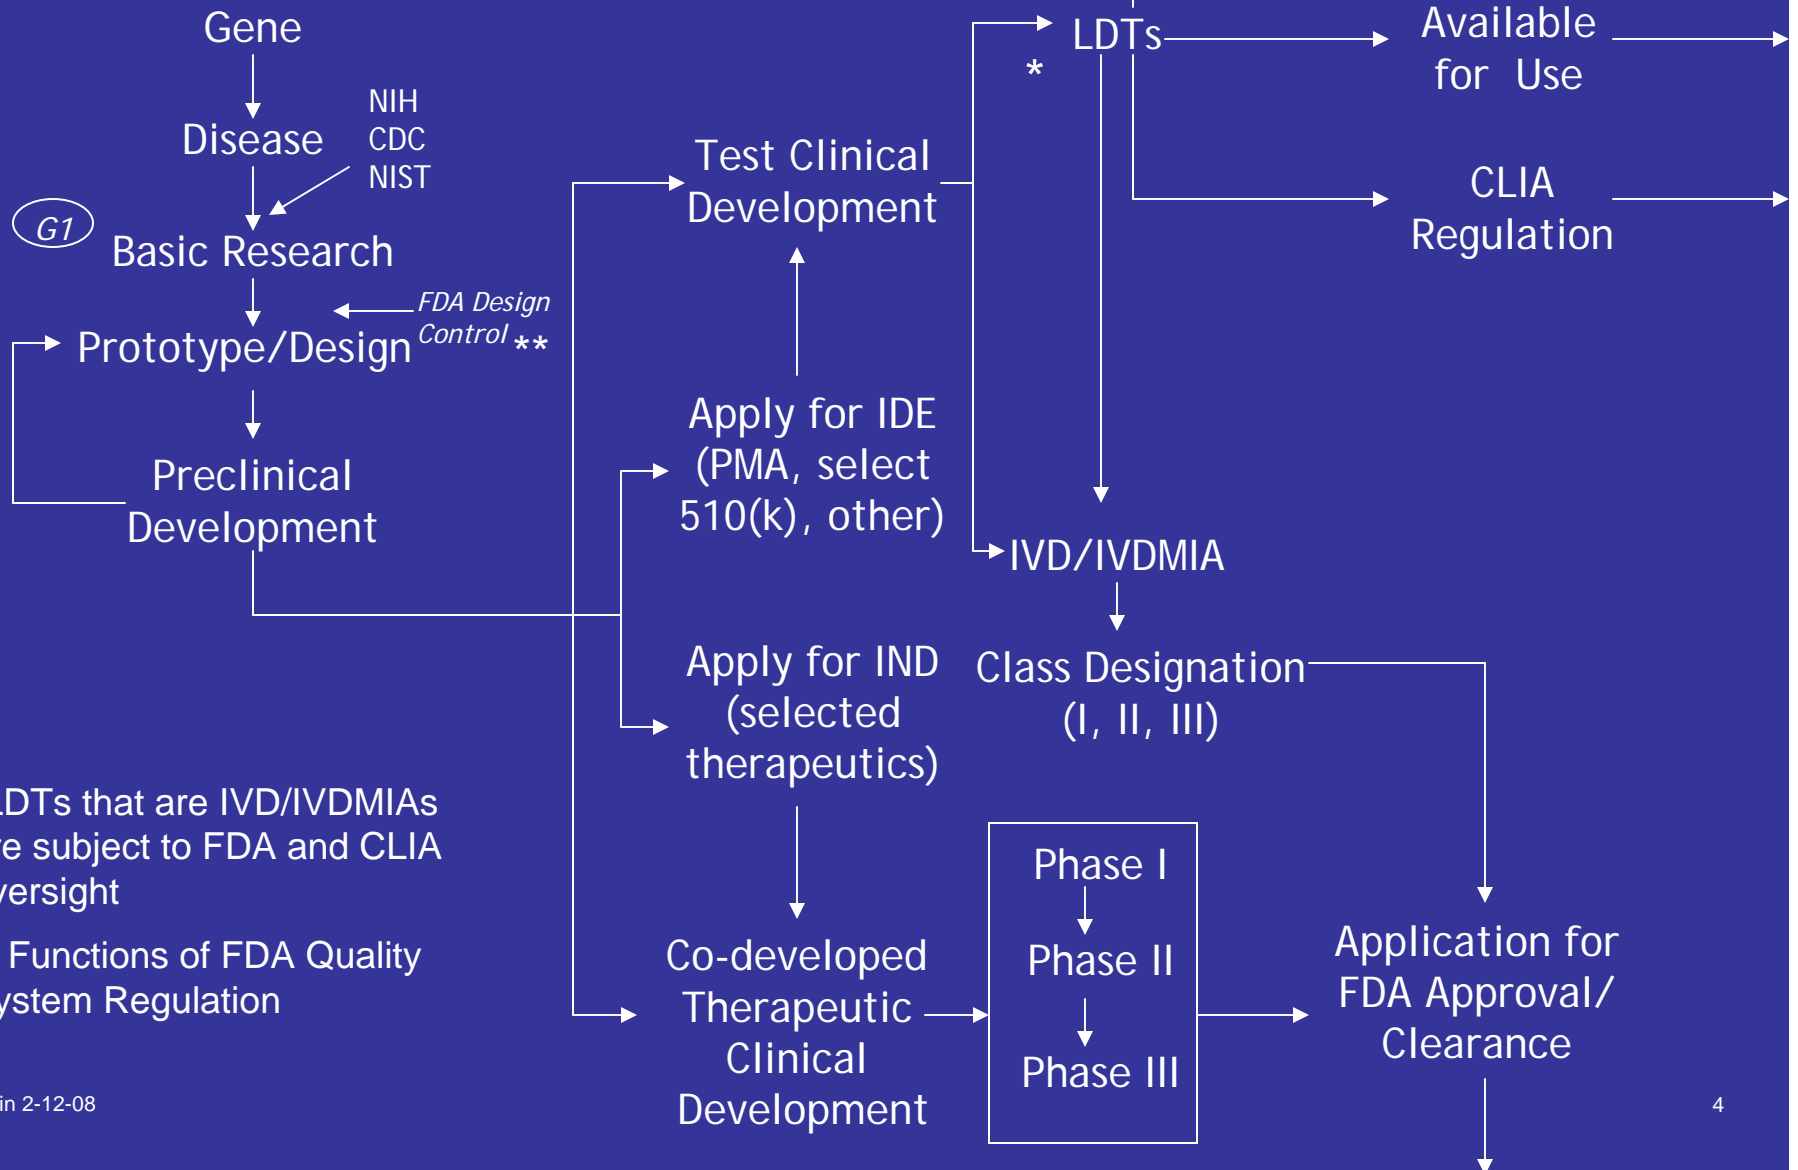 Gene
Disease
NIH
CDC
NIST
G1
Basic Research
FDA Design
Control **
Prototype/Design
Preclinical
Development
Test Clinical
Development
Apply for IDE
(PMA, select
510(k), other)
Apply for IND
(selected
therapeutics)
Co-developed
Therapeutic
Clinical
Development
LDTs
*
Available
for Use
CLIA
Regulation
IVD/IVDMIA
Class Designation
(I, II, III)
Phase I
Phase II
Phase III
Application for
FDA Approval/
Clearance
LDTs that are IVD/IVDMIAs
subject to FDA and CLIA
Functions of FDA Quality
Regulation
in 2-12-08
4